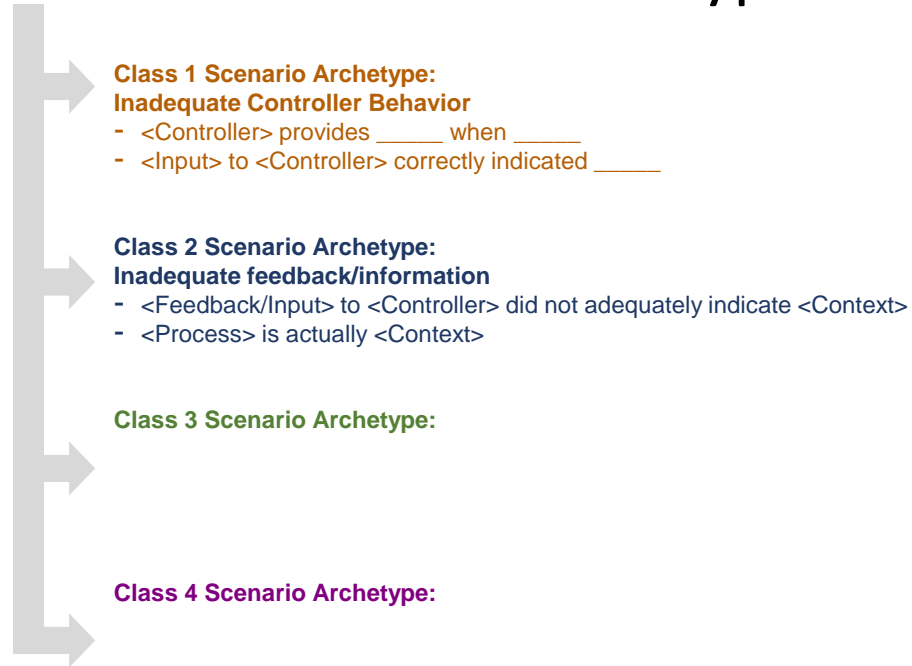 Class 1 Scenario Archetype:
Inadequate Controller Behavior
- <Controller> provides _____ when _____
- <Input> to <Controller> correctly indicated _____
Class 2 Scenario Archetype:
Inadequate feedback/information
- <Feedback/Input> to <Controller> did not adequately indicate <Context>
- <Process> is actually <Context>
Class 3 Scenario Archetype:
Class 4 Scenario Archetype: